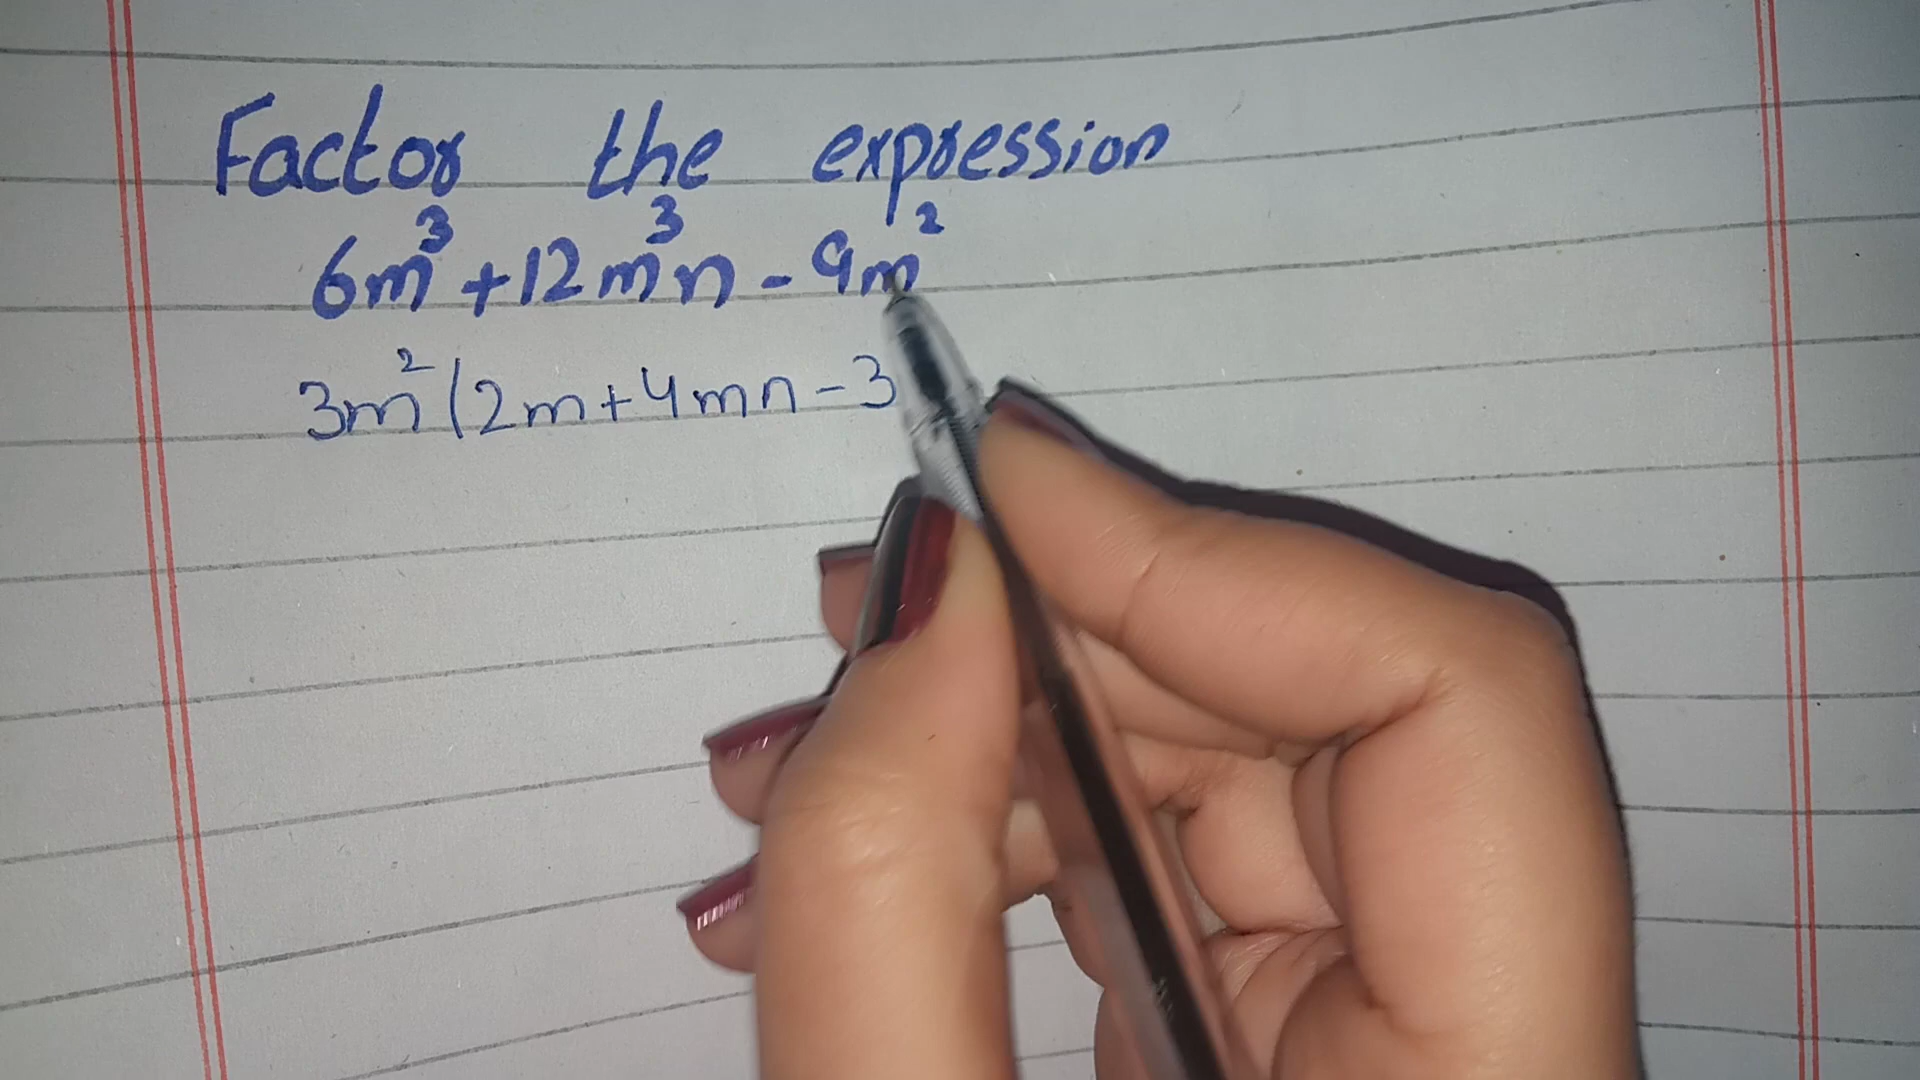 Factor the expression
6m³+12m³n-9m²
3m²(2m+4mn-3